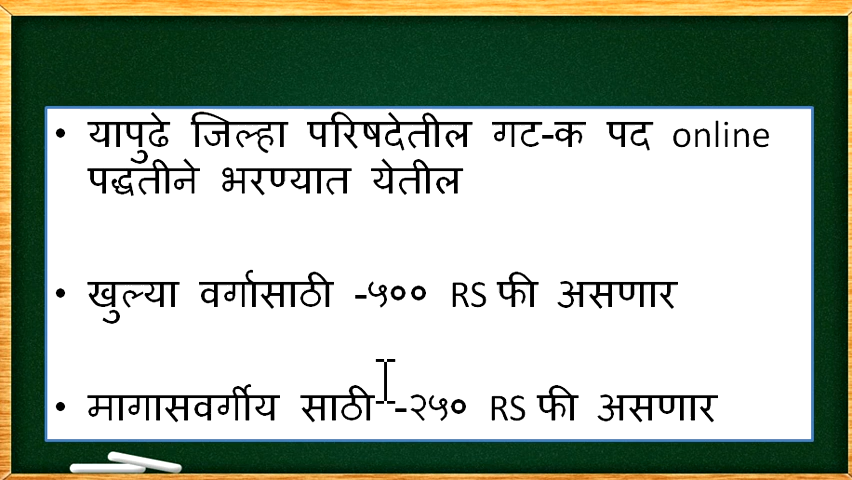 • यापुढे जिल्हा परिषदेतील गट-क पद online
पद्धतीने भरण्यात येतील
• खुल्या वर्गासाठी -५०० RS फी असणार
• मागासवर्गीय साठी -२५० RS फी असणार